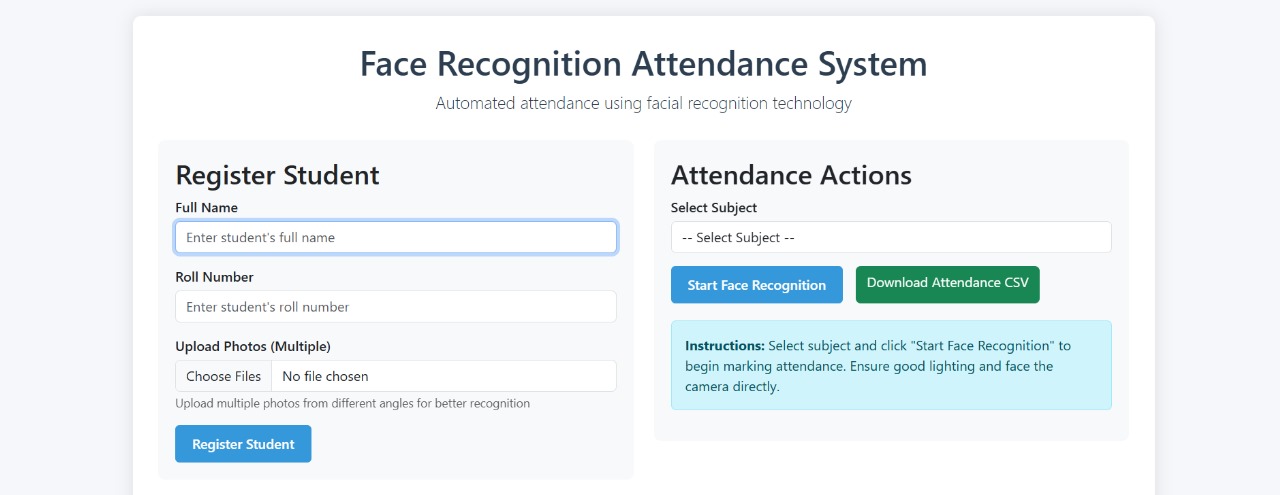 Face Recognition Attendance System
Automated attendance using facial recognition technology
Register Student
Full Name
Enter student's full name
Roll Number
Enter student's roll number
Upload Photos (Multiple)
Choose Files No file chosen
Upload multiple photos from different angles for better recognition
Register Student
Attendance Actions
Select Subject
-- Select Subject --
Start Face Recognition Download Attendance CSV
Instructions: Select subject and click "Start Face Recognition" to
begin marking attendance. Ensure good lighting and face the
camera directly.